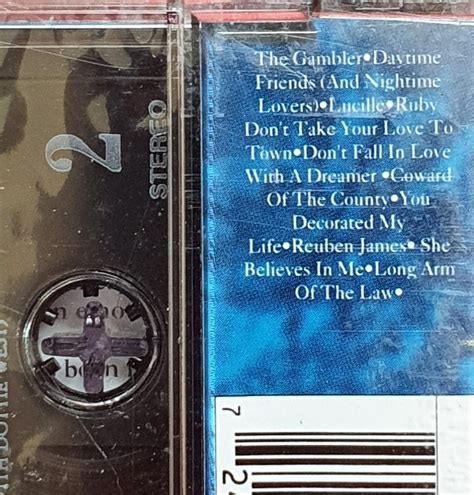 The Gambler•Daytime
Friends (And Nightime
Lovers)•Lucille•Ruby
Don't Take Your Love To
Town•Don't Fall In Love
With A Dreamer •Coward
Of The County•You
Decorated My
Life•Reuben James• She
Believes In Me•Long Arm
Of The Law•
2
STEREO
7
2